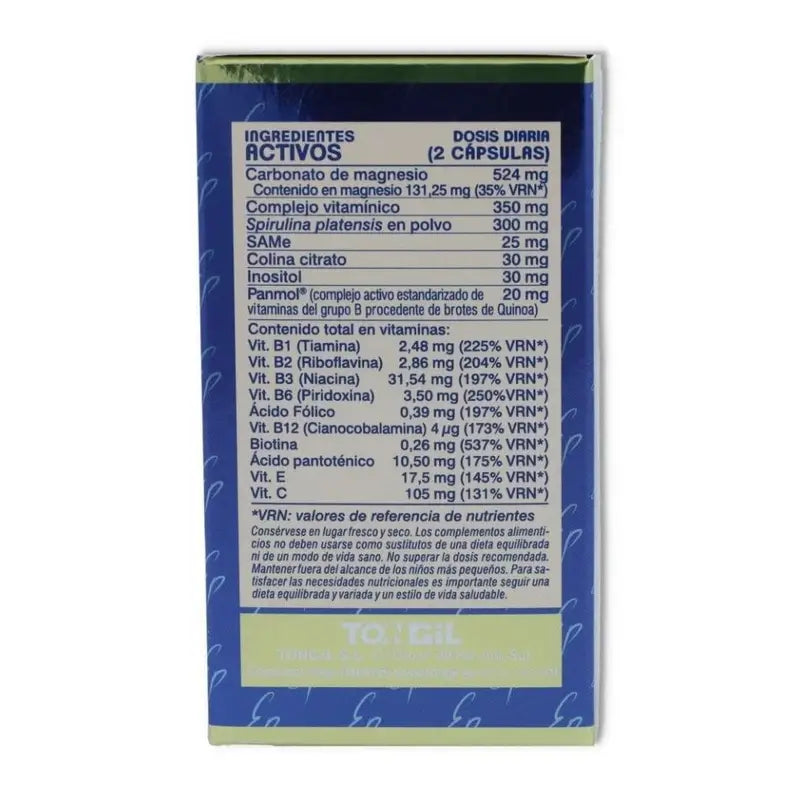 INGREDIENTES
ACTIVOS
DOSIS DIARIA
(2 CÁPSULAS)
Carbonato de magnesio 524 mg
Contenido en magnesio 131,25 mg (35% VRN*)
Complejo vitamínico 350 mg
Spirulina platensis en polvo 300 mg
SAMe 25 mg
Colina citrato 30 mg
Inositol 30 mg
Panmol® (complejo activo estandarizado de 20 mg
vitaminas del grupo B procedente de brotes de Quinoa)
Contenido total en vitaminas:
Vit. B1 (Tiamina) 2,48 mg (225% VRN*)
Vit. B2 (Riboflavina) 2,86 mg (204% VRN*)
Vit. B3 (Niacina) 31,54 mg (197% VRN*)
Vit. B6 (Piridoxina) 3,50 mg (250%VRN*)
Ácido Fólico 0,39 mg (197% VRN*)
Vit. B12 (Cianocobalamina) 4 µg (173% VRN*)
Biotina 0,26 mg (537% VRN*)
Ácido pantoténico 10,50 mg (175% VRN*)
Vit. E 17,5 mg (145% VRN*)
Vit. C 105 mg (131% VRN*)
*VRN: valores de referencia de nutrientes
Consérvese en lugar fresco y seco. Los complementos alimenti-
cios no deben usarse como sustitutos de una dieta equilibrada
ni de un modo de vida sano. No superar la dosis recomendada.
Mantener fuera del alcance de los niños más pequeños. Para sa-
tisfacer las necesidades nutricionales es importante seguir una
dieta equilibrada y variada y un estilo de vida saludable.
TONGIL